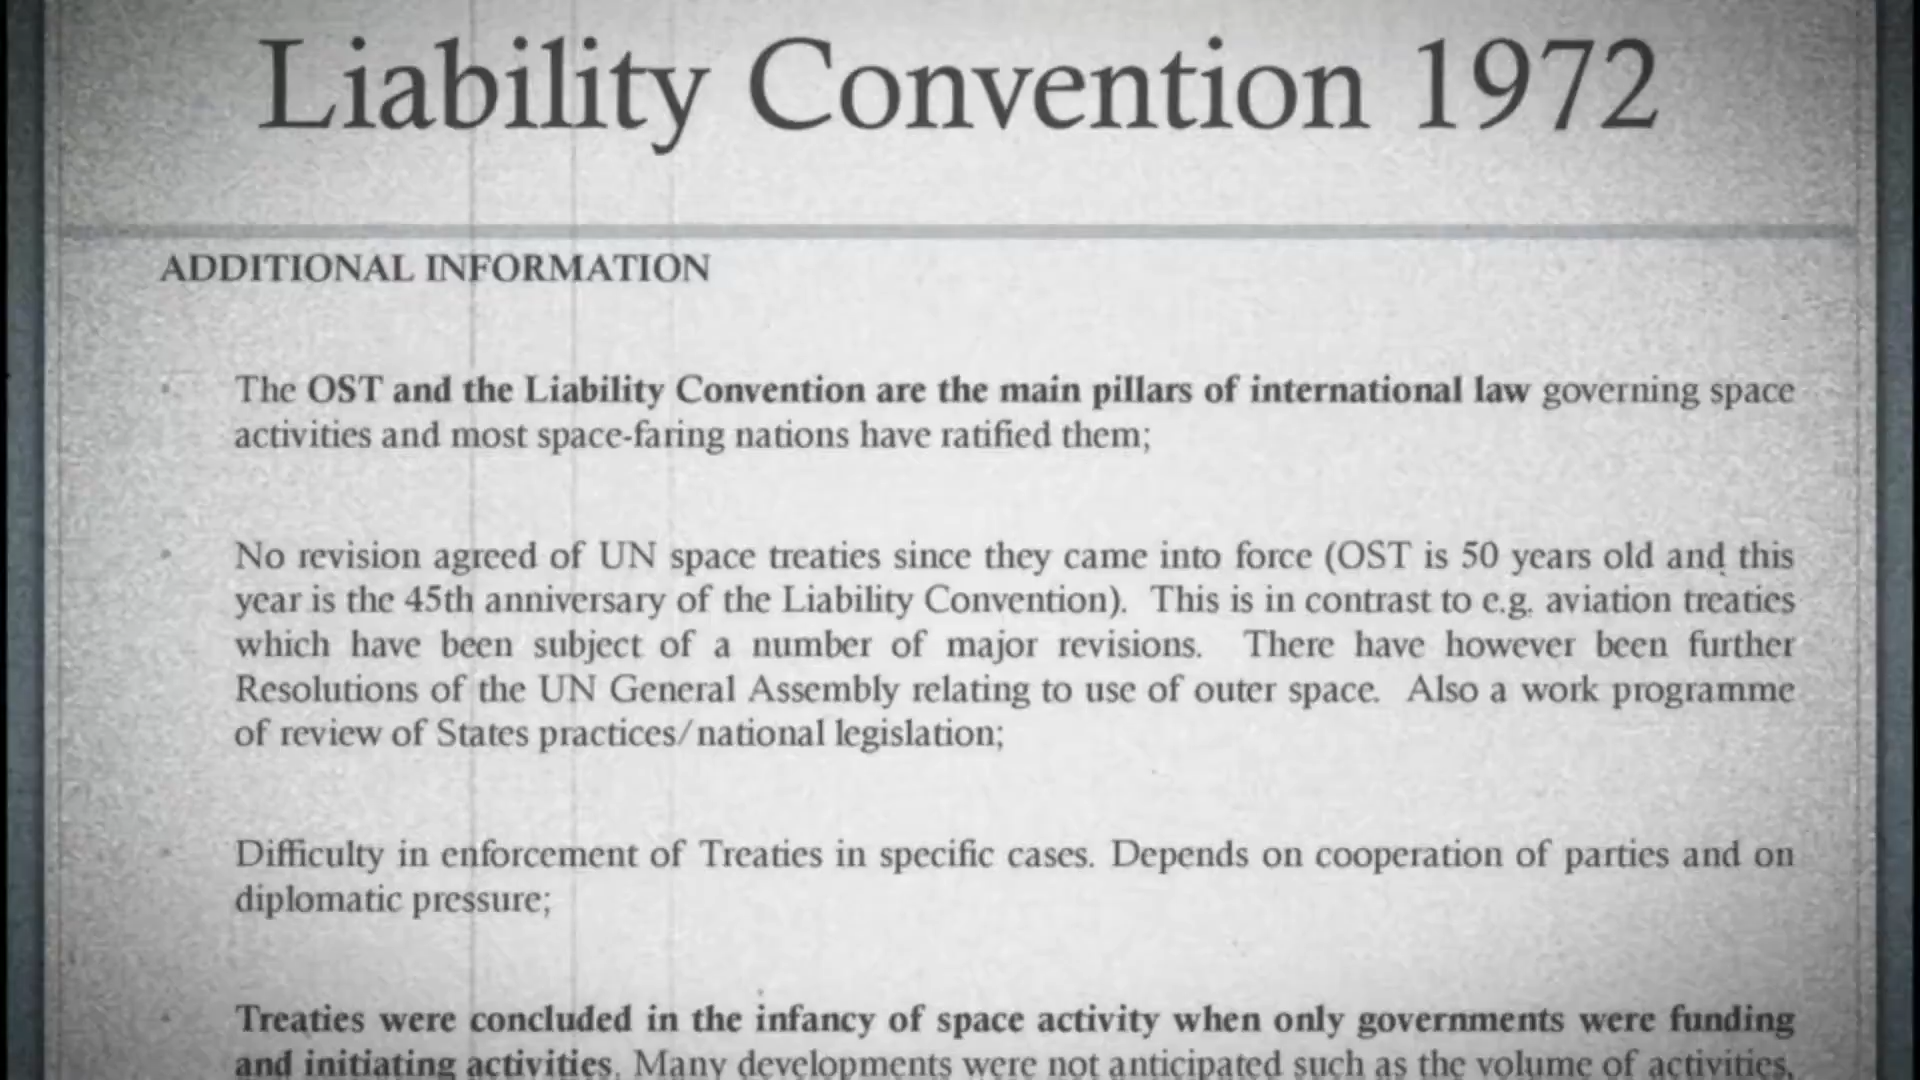 Liability Convention 1972
ADDITIONAL INFORMATION
The OST and the Liability Convention are the main pillars of international law governing space
activities and most space-faring nations have ratified them;
No revision agreed of UN space treaties since they came into force (OST is 50 years old and this
year is the 45th anniversary of the Liability Convention). This is in contrast to e.g. aviation treaties
which have been subject of a number of major revisions. There have however been further
Resolutions of the UN General Assembly relating to use of outer space. Also a work programme
of review of States practices/national legislation;
Difficulty in enforcement of Treaties in specific cases. Depends on cooperation of parties and on
diplomatic pressure;
Treaties were concluded in the infancy of space activity when only governments were funding
and initiating activities. Many developments were not anticipated such as the volume of activities,